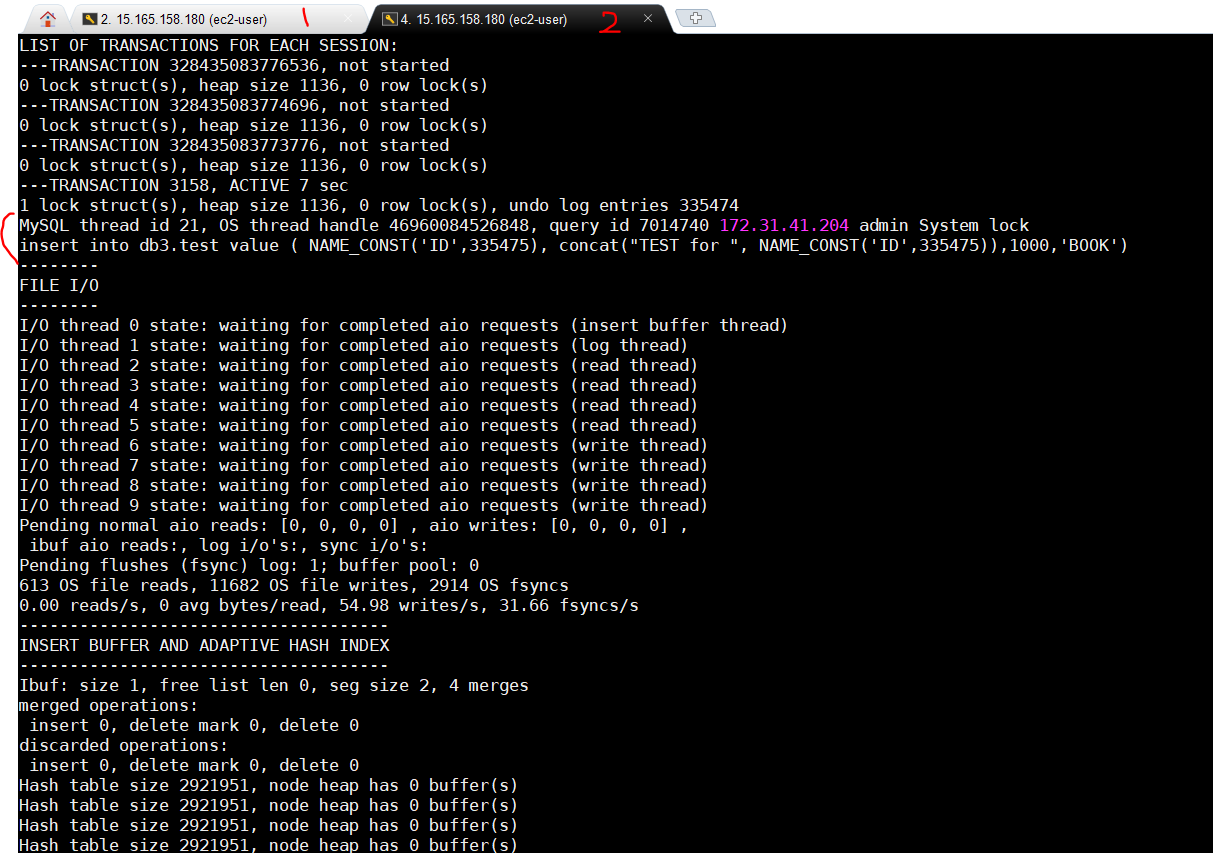 2. 15.165.158.180 (ec2-user)
1
4. 15.165.158.180 (ec2-user)
2
LIST OF TRANSACTIONS FOR EACH SESSION:
---TRANSACTION 328435083776536, not started
0 lock struct(s), heap size 1136, 0 row lock(s)
---TRANSACTION 328435083774696, not started
0 lock struct(s), heap size 1136, 0 row lock(s)
---TRANSACTION 328435083773776, not started
0 lock struct(s), heap size 1136, 0 row lock(s)
---TRANSACTION 3158, ACTIVE 7 sec
1 lock struct(s), heap size 1136, 0 row lock(s), undo log entries 335474
MySQL thread id 21, OS thread handle 46960084526848, query id 7014740 172.31.41.204 admin System lock
insert into db3.test value ( NAME_CONST('ID',335475), concat("TEST for ", NAME_CONST('ID',335475)),1000,'BOOK')
--------
FILE I/O
--------
I/O thread 0 state: waiting for completed aio requests (insert buffer thread)
I/O thread 1 state: waiting for completed aio requests (log thread)
I/O thread 2 state: waiting for completed aio requests (read thread)
I/O thread 3 state: waiting for completed aio requests (read thread)
I/O thread 4 state: waiting for completed aio requests (read thread)
I/O thread 5 state: waiting for completed aio requests (read thread)
I/O thread 6 state: waiting for completed aio requests (write thread)
I/O thread 7 state: waiting for completed aio requests (write thread)
I/O thread 8 state: waiting for completed aio requests (write thread)
I/O thread 9 state: waiting for completed aio requests (write thread)
Pending normal aio reads: [0, 0, 0, 0] , aio writes: [0, 0, 0, 0] ,
 ibuf aio reads:, log i/o's:, sync i/o's:
Pending flushes (fsync) log: 1; buffer pool: 0
613 OS file reads, 11682 OS file writes, 2914 OS fsyncs
0.00 reads/s, 0 avg bytes/read, 54.98 writes/s, 31.66 fsyncs/s
-------------------------------------
INSERT BUFFER AND ADAPTIVE HASH INDEX
-------------------------------------
Ibuf: size 1, free list len 0, seg size 2, 4 merges
merged operations:
 insert 0, delete mark 0, delete 0
discarded operations:
 insert 0, delete mark 0, delete 0
Hash table size 2921951, node heap has 0 buffer(s)
Hash table size 2921951, node heap has 0 buffer(s)
Hash table size 2921951, node heap has 0 buffer(s)
Hash table size 2921951, node heap has 0 buffer(s)